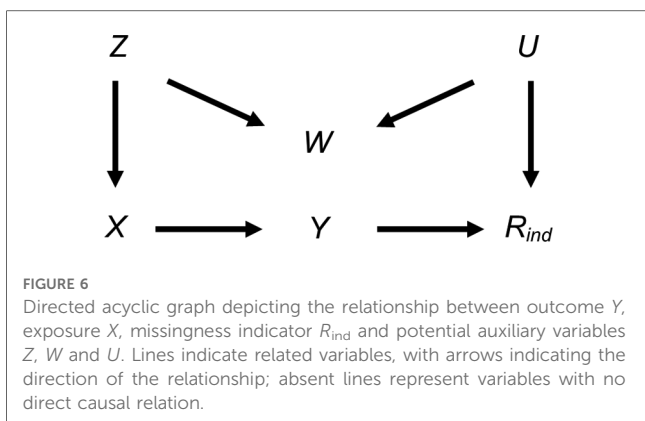 Z U
W
X Y R_ind
FIGURE 6
Directed acyclic graph depicting the relationship between outcome Y,
exposure X, missingness indicator R_ind and potential auxiliary variables
Z, W and U. Lines indicate related variables, with arrows indicating the
direction of the relationship; absent lines represent variables with no
direct causal relation.